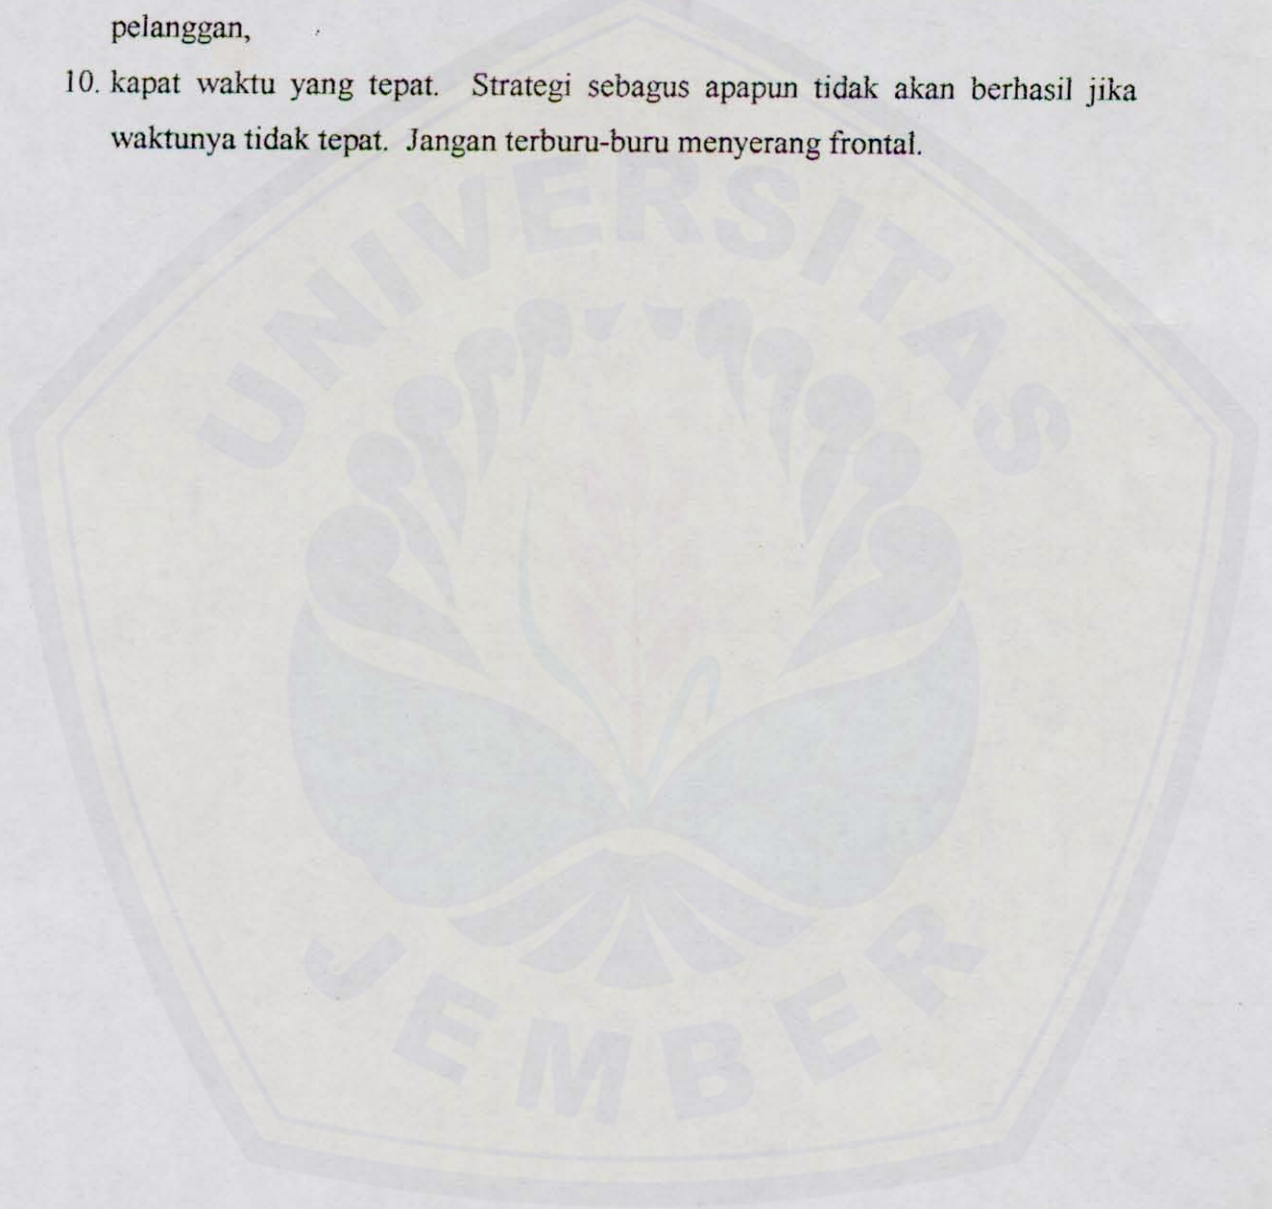 pelanggan,
10. kapat waktu yang tepat. Strategi sebagus apapun tidak akan berhasil jika
waktunya tidak tepat. Jangan terburu-buru menyerang frontal.
UNIVERSITAS
JEMBER